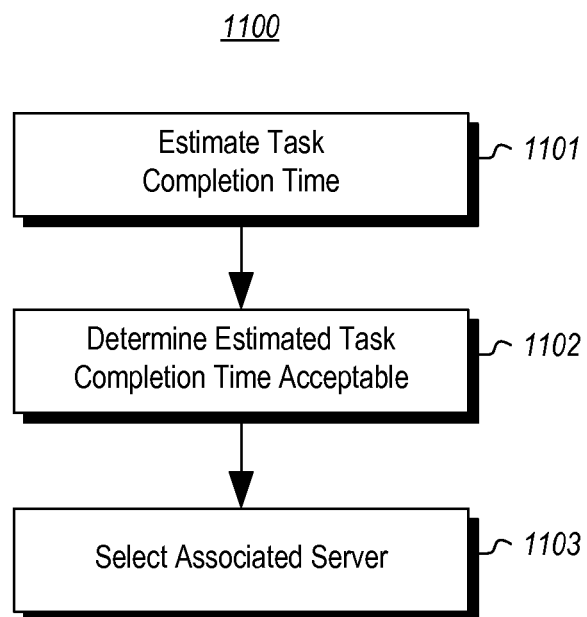 1100
Estimate Task
Completion Time
1101
Determine Estimated Task
Completion Time Acceptable
1102
Select Associated Server
1103